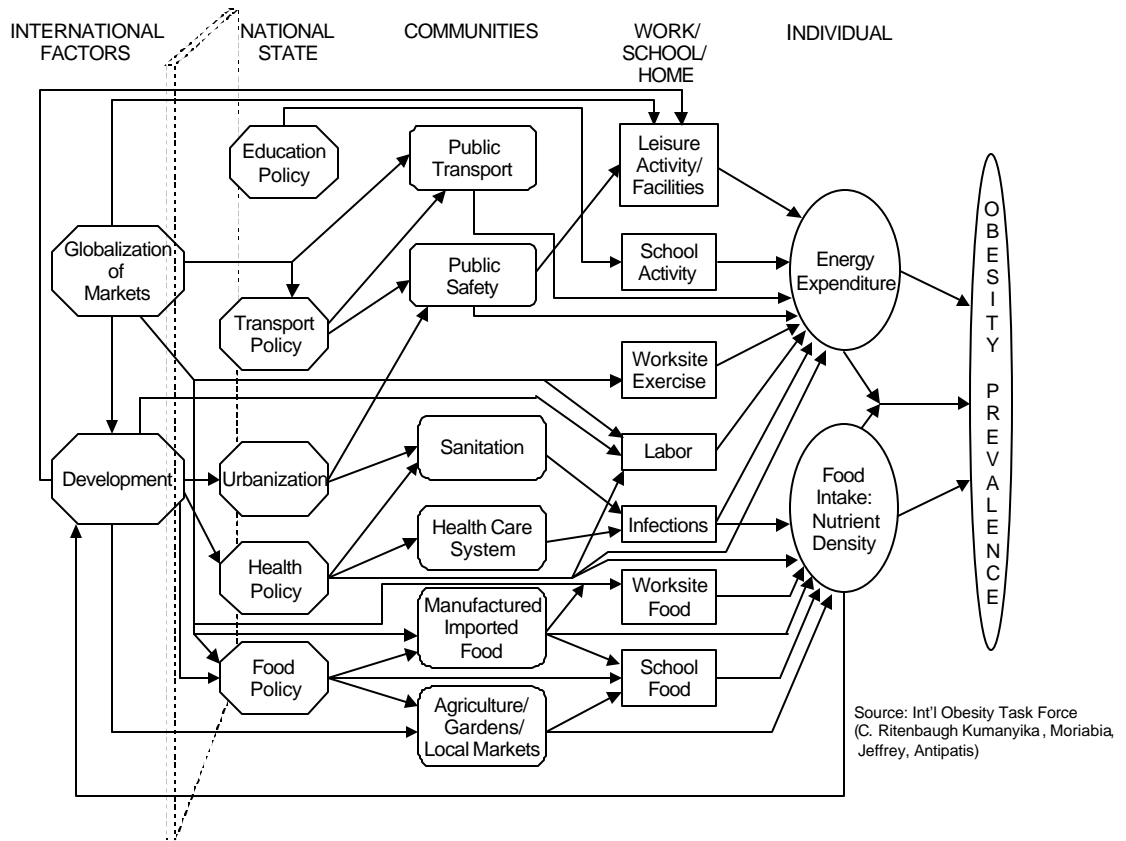 INTERNATIONAL
FACTORS
NATIONAL
STATE
COMMUNITIES
WORK/
SCHOOL/
HOME
INDIVIDUAL
Education
Policy
Public
Transport
Leisure
Activity/
Facilities
Globalization
of
Markets
Public
Safety
School
Activity
Energy
Expenditure
Transport
Policy
Worksite
Exercise
Development
Urbanization
Sanitation
Labor
Food
Intake:
Nutrient
Density
Health Care
System
Infections
Health
Policy
Manufactured
Imported
Food
Worksite
Food
Food
Policy
School
Food
Agriculture/
Gardens/
Local Markets
OBESITY PREVALENCE
Source: Int'l Obesity Task Force
(C. Ritenbaugh Kumanyika, Moriabia,
Jeffrey, Antipatis)